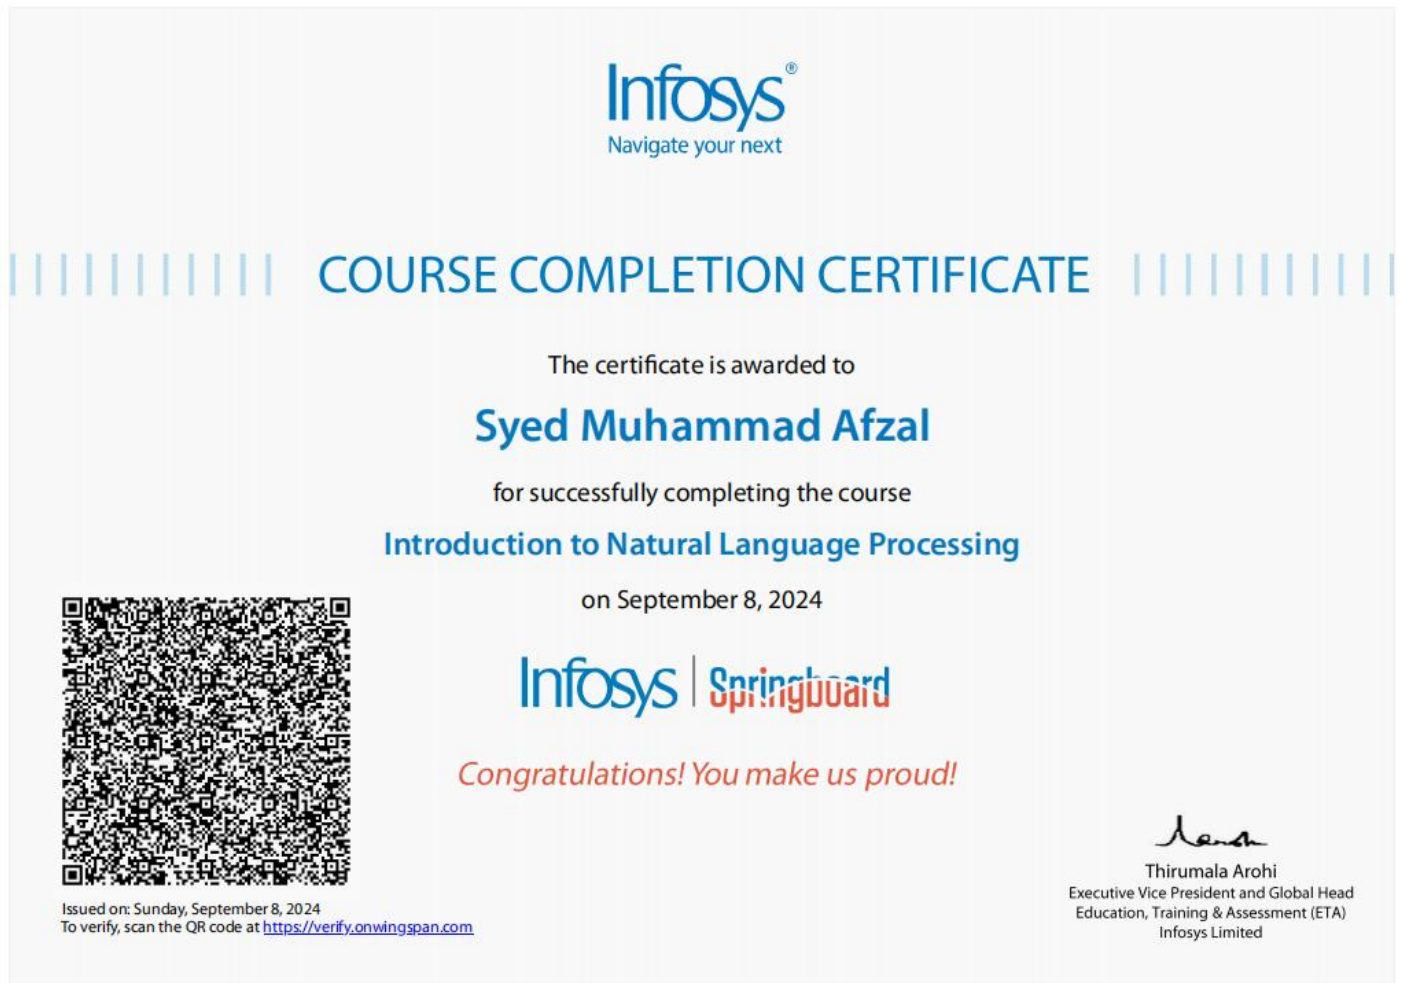 Infosys®
Navigate your next
COURSE COMPLETION CERTIFICATE
The certificate is awarded to
Syed Muhammad Afzal
for successfully completing the course
Introduction to Natural Language Processing
on September 8, 2024
Infosys | Springboard
Congratulations! You make us proud!
Issued on: Sunday, September 8, 2024
To verify, scan the QR code at https://verify.onwingspan.com
Thirumala Arohi
Executive Vice President and Global Head
Education, Training & Assessment (ETA)
Infosys Limited